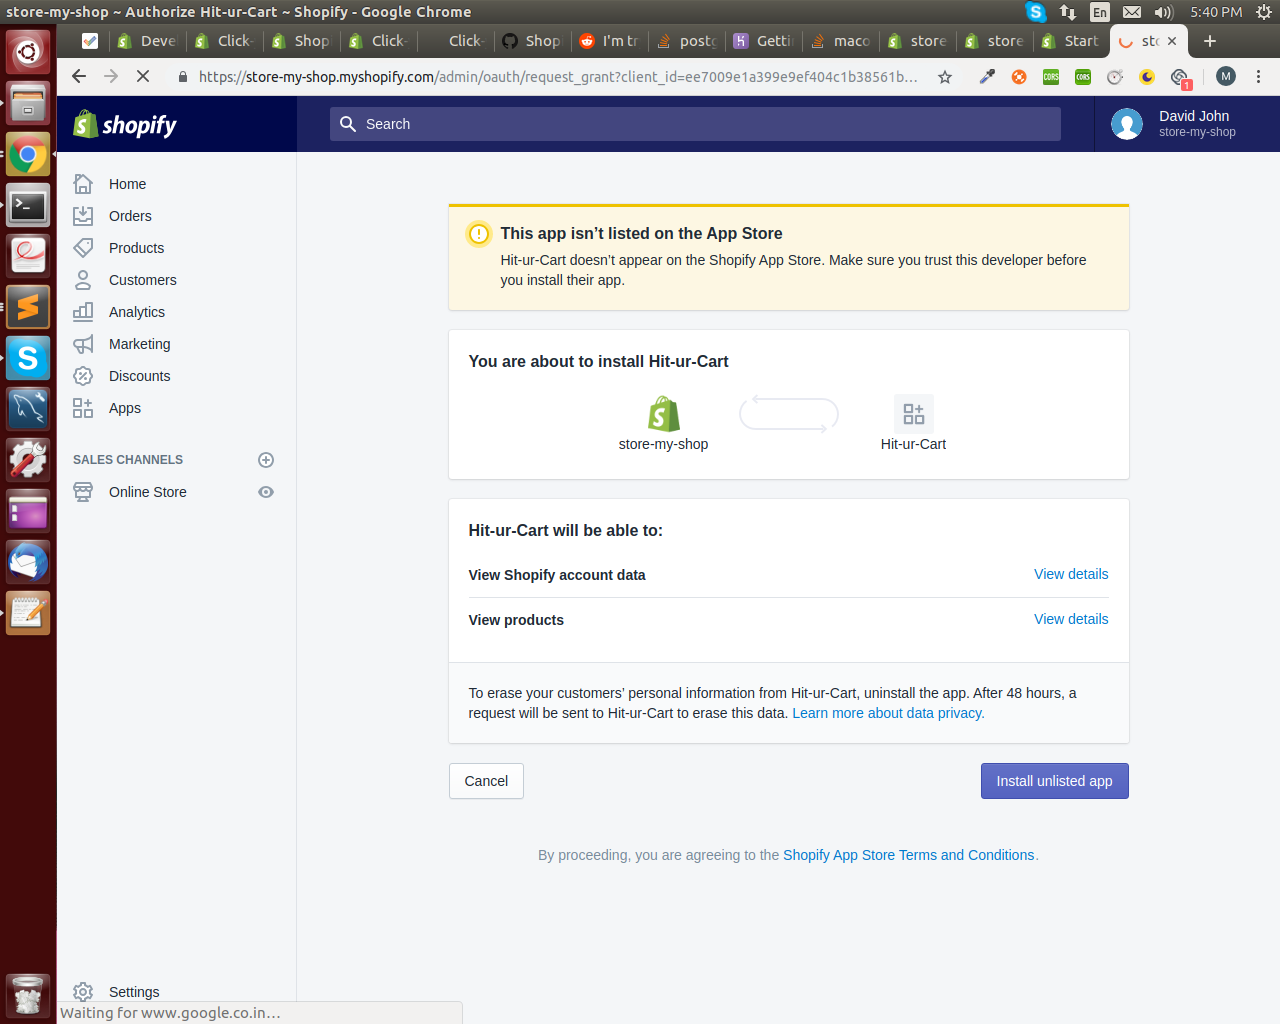 store-my-shop ~ Authorize Hit-ur-Cart ~ Shopify - Google Chrome
En
5:40 PM
Deve
Click-
Shop
Click-
Click-
Shop
I'm tr
postg
Getti
maco
store
store
Start
sto
https://store-my-shop.myshopify.com/admin/oauth/request_grant?client_id=ee7009e1a399e9ef404c1b38561b...
CORS
CORS
1
M
shopify
Search
David John
store-my-shop
Home
Orders
Products
Customers
Analytics
Marketing
Discounts
Apps
SALES CHANNELS
Online Store
Settings
This app isn’t listed on the App Store
Hit-ur-Cart doesn’t appear on the Shopify App Store. Make sure you trust this developer before
you install their app.
You are about to install Hit-ur-Cart
store-my-shop
Hit-ur-Cart
Hit-ur-Cart will be able to:
View Shopify account data
View details
View products
View details
To erase your customers’ personal information from Hit-ur-Cart, uninstall the app. After 48 hours, a
request will be sent to Hit-ur-Cart to erase this data. Learn more about data privacy.
Cancel
Install unlisted app
By proceeding, you are agreeing to the Shopify App Store Terms and Conditions.
Waiting for www.google.co.in...